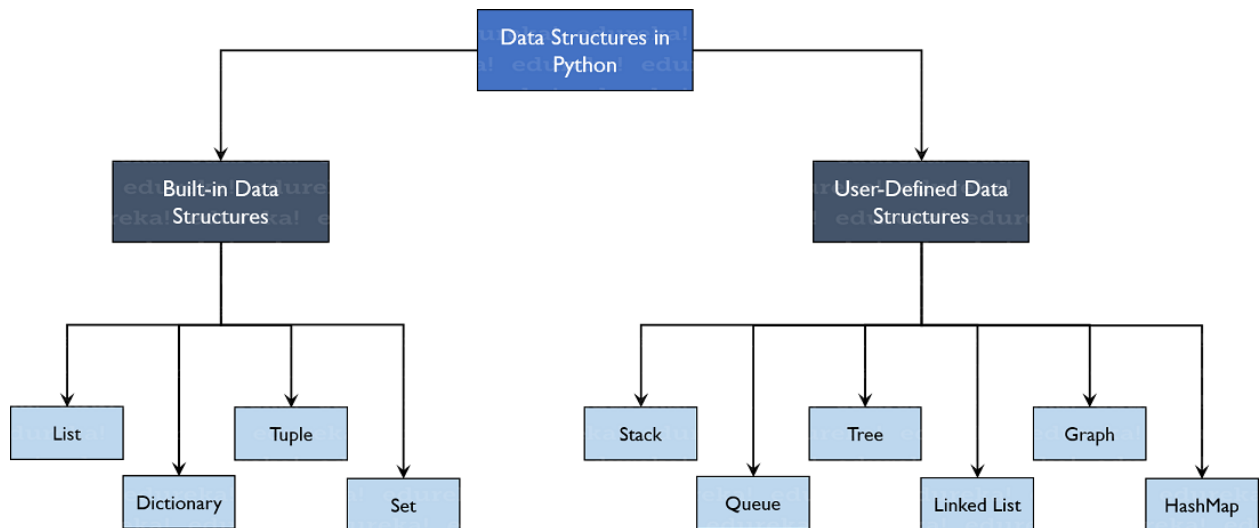 Data Structures in
Python
Built-in Data
Structures
User-Defined Data
Structures
List
Tuple
Stack
Tree
Graph
Dictionary
Set
Queue
Linked List
HashMap